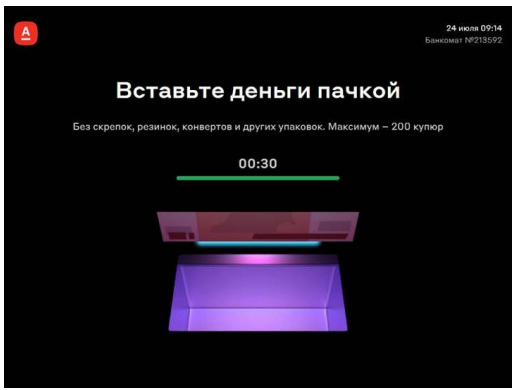 А
24 июля 09:14
Банкомат №213592
Вставьте деньги пачкой
Без скрепок, резинок, конвертов и других упаковок. Максимум – 200 купюр
00:30